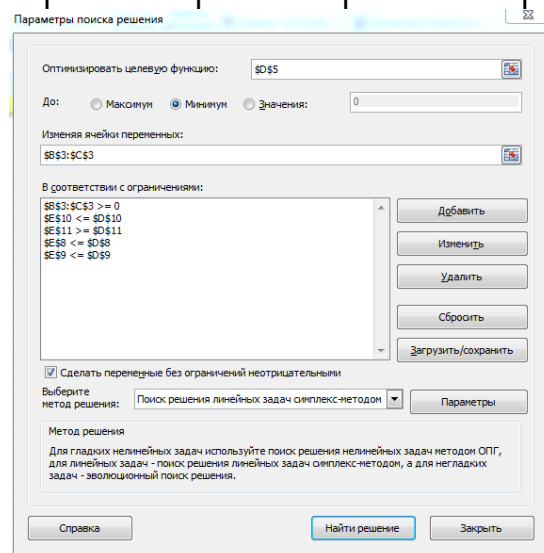 Параметры поиска решения
Оптимизировать целевую функцию: $D$5
До: Максимум Минимум Значения: 0
Изменяя ячейки переменных:
$B$3:$C$3
В соответствии с ограничениями:
$B$3:$C$3 >= 0
$E$10 <= $D$10
$E$11 >= $D$11
$E$8 <= $D$8
$E$9 <= $D$9
Добавить
Изменить
Удалить
Сбросить
Загрузить/сохранить
Сделать переменные без ограничений неотрицательными
Выберите
метод решения: Поиск решения линейных задач симплекс-методом Параметры
Метод решения
Для гладких нелинейных задач используйте поиск решения нелинейных задач методом ОПГ,
для линейных задач - поиск решения линейных задач симплекс-методом, а для негладких
задач - эволюционный поиск решения.
Справка Найти решение Закрыть